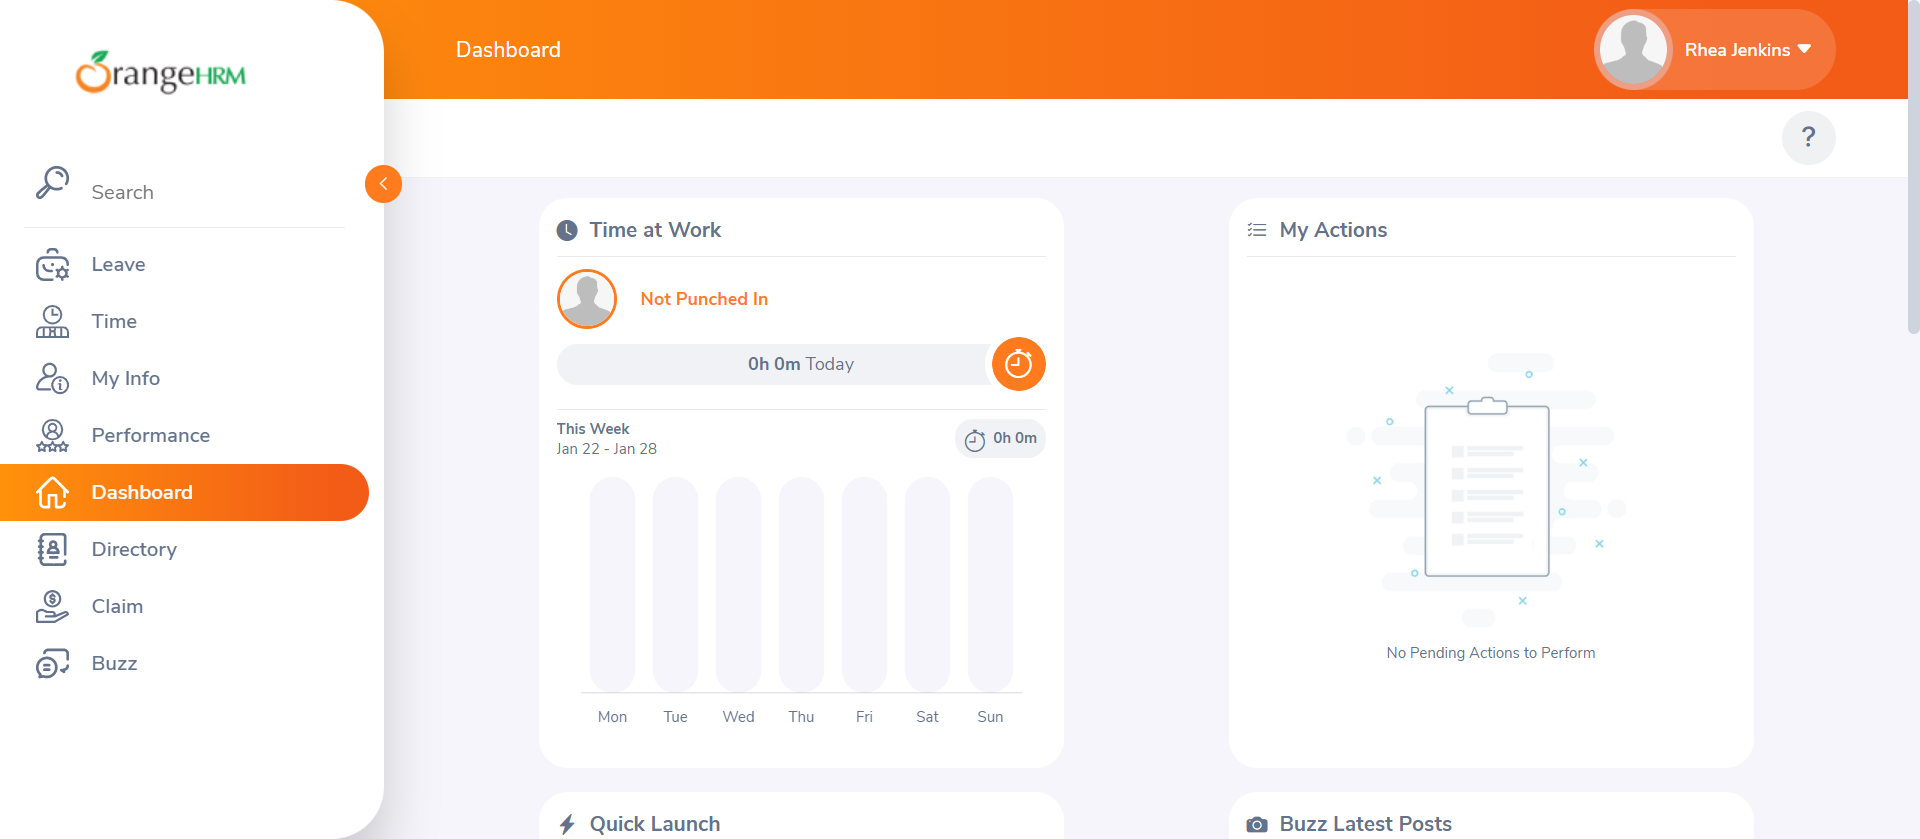 OrangeHRM
Dashboard
Rhea Jenkins
?
Search
Leave
Time
My Info
Performance
Dashboard
Directory
Claim
Buzz
Time at Work
Not Punched In
0h 0m Today
This Week
Jan 22 - Jan 28
0h 0m
Mon Tue Wed Thu Fri Sat Sun
My Actions
No Pending Actions to Perform
Quick Launch
Buzz Latest Posts